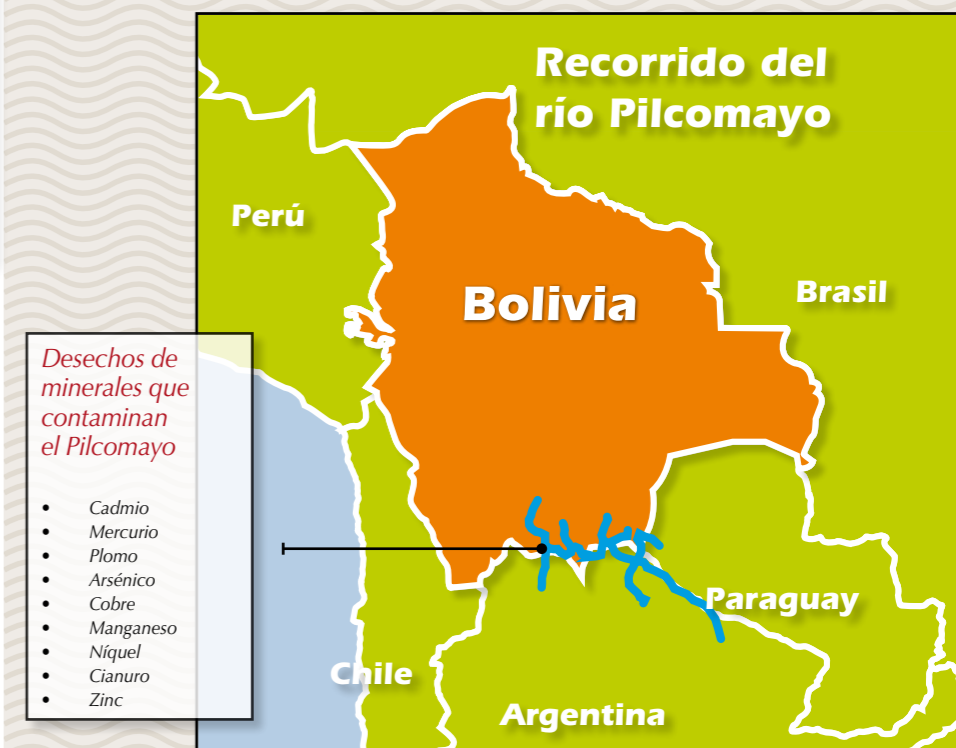 Recorrido del
río Pilcomayo
Perú
Bolivia
Brasil
Desechos de
minerales que
contaminan
el Pilcomayo
• Cadmio
• Mercurio
• Plomo
• Arsénico
• Cobre
• Manganeso
• Níquel
• Cianuro
• Zinc
Paraguay
Chile
Argentina